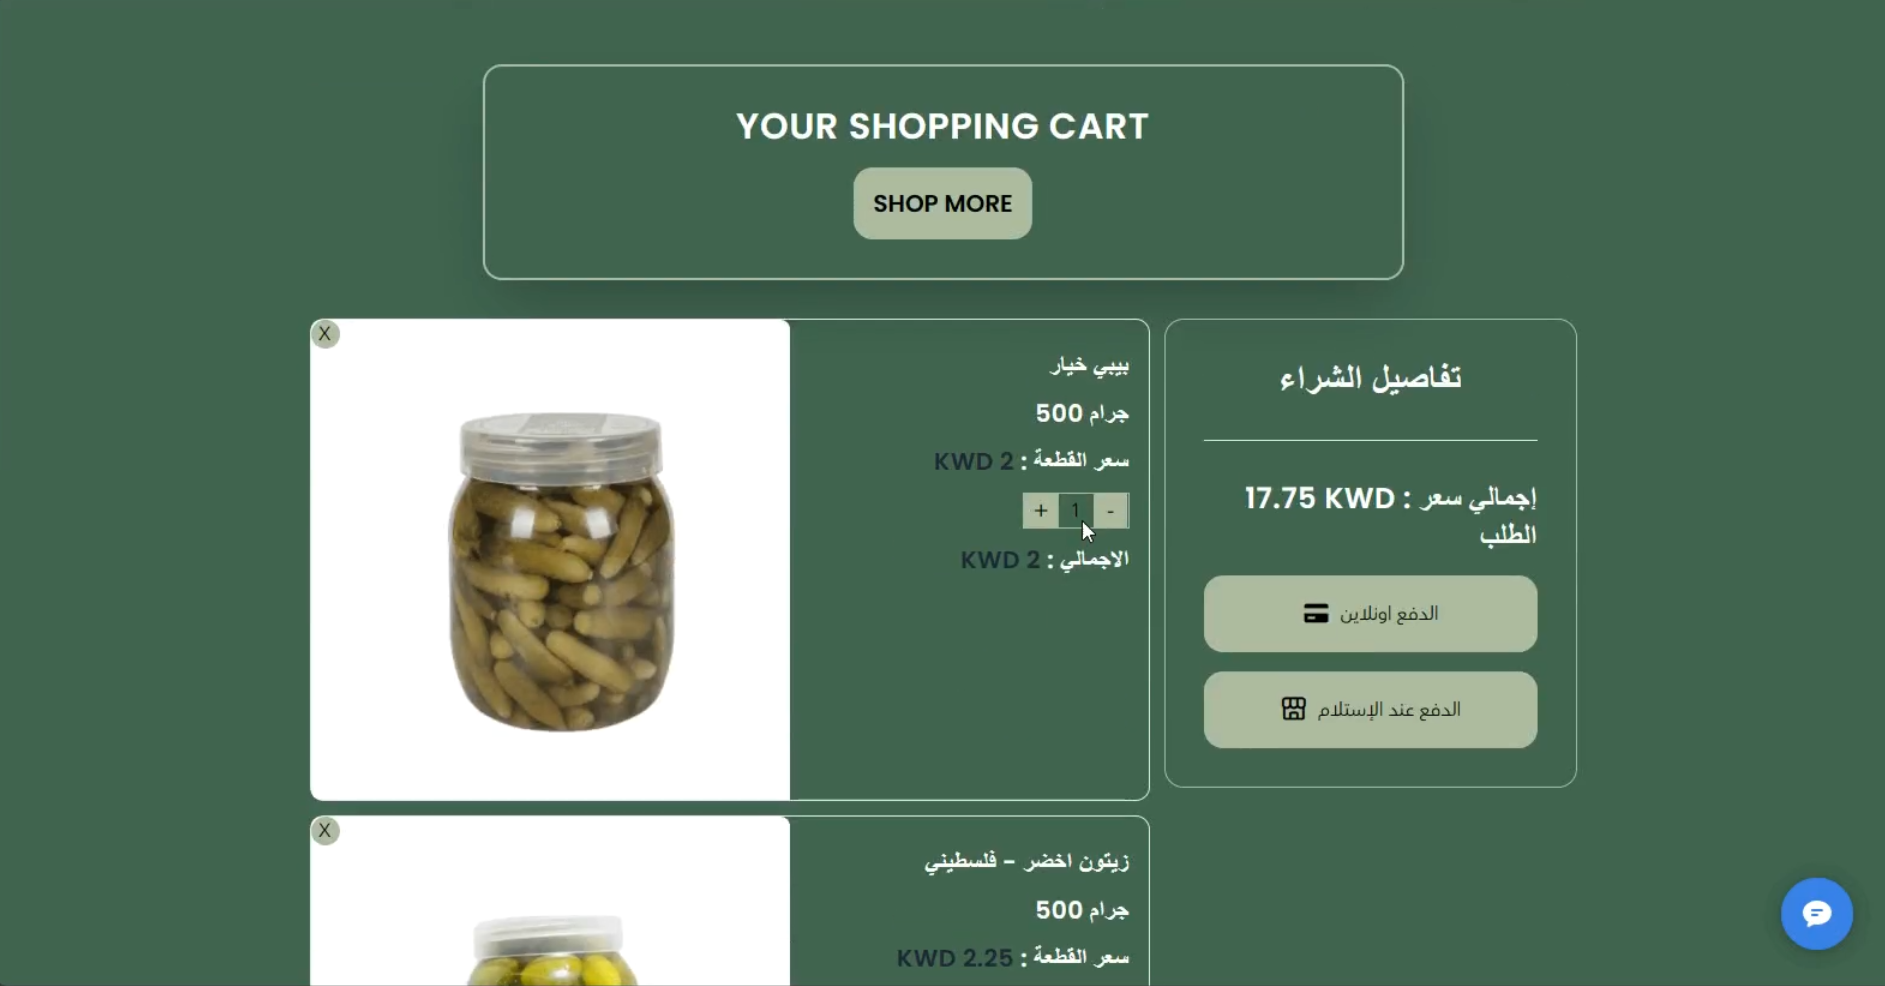 YOUR SHOPPING CART
SHOP MORE
X
بيبي خيار
500 جرام
سعر القطعة : KWD 2
+ 1 -
الاجمالي : KWD 2
تفاصيل الشراء
إجمالي سعر : 17.75 KWD
الطلب
الدفع اونلاين
الدفع عند الإستلام
X
زيتون اخضر – فلسطيني
500 جرام
سعر القطعة : KWD 2.25